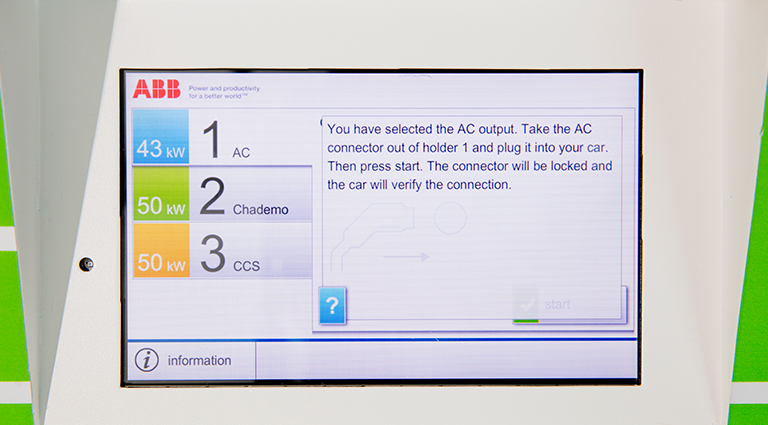 ABB
Power and productivity
for a better world™
43 kW 1 AC
50 kW 2 Chademo
50 kW 3 CCS
You have selected the AC output. Take the AC
connector out of holder 1 and plug it into your car.
Then press start. The connector will be locked and
the car will verify the connection.
?
start
i information